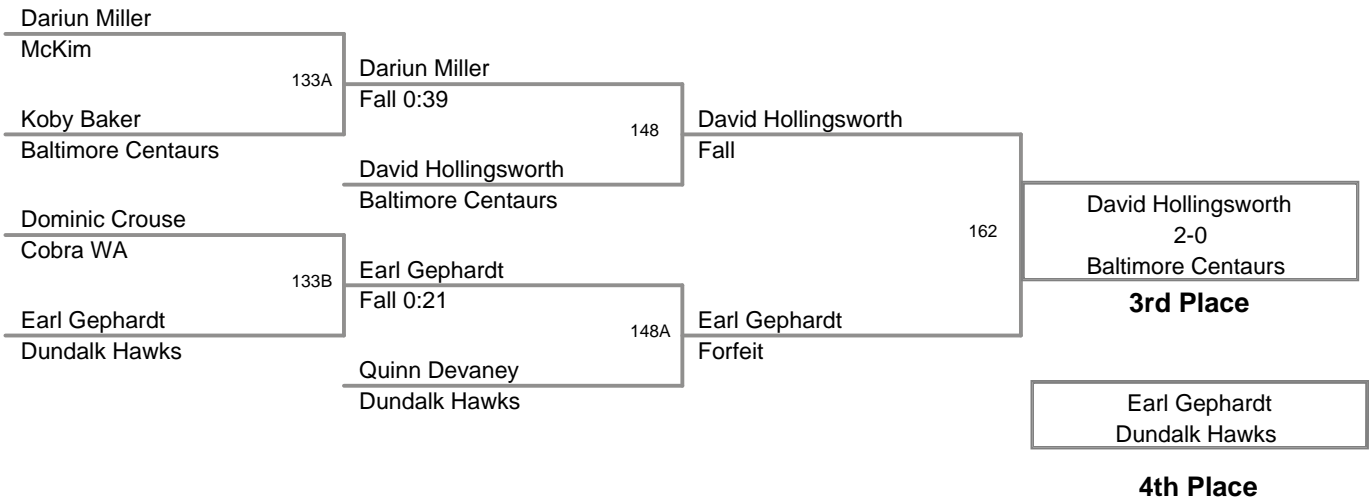 Dariun Miller
McKim
133A
Koby Baker
Baltimore Centaurs
Dominic Crouse
Cobra WA
133B
Earl Gephardt
Dundalk Hawks
Dariun Miller
Fall 0:39
148
David Hollingsworth
Baltimore Centaurs
Earl Gephardt
Fall 0:21
148A
Quinn Devaney
Dundalk Hawks
David Hollingsworth
Fall
162
Earl Gephardt
Forfeit
David Hollingsworth
2-0
Baltimore Centaurs
3rd Place
Earl Gephardt
Dundalk Hawks
4th Place